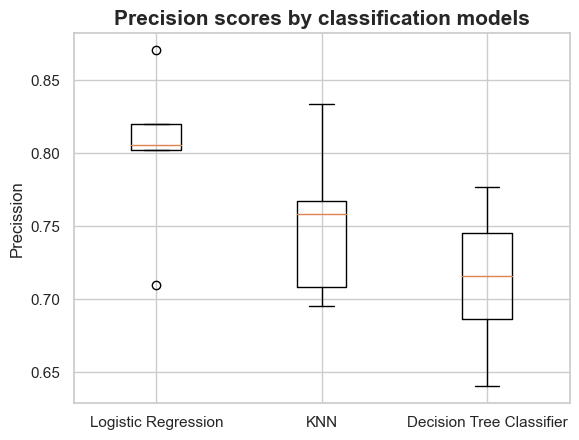 Precision scores by classification models
Precission
0.85
0.80
0.75
0.70
0.65
Logistic Regression
KNN
Decision Tree Classifier